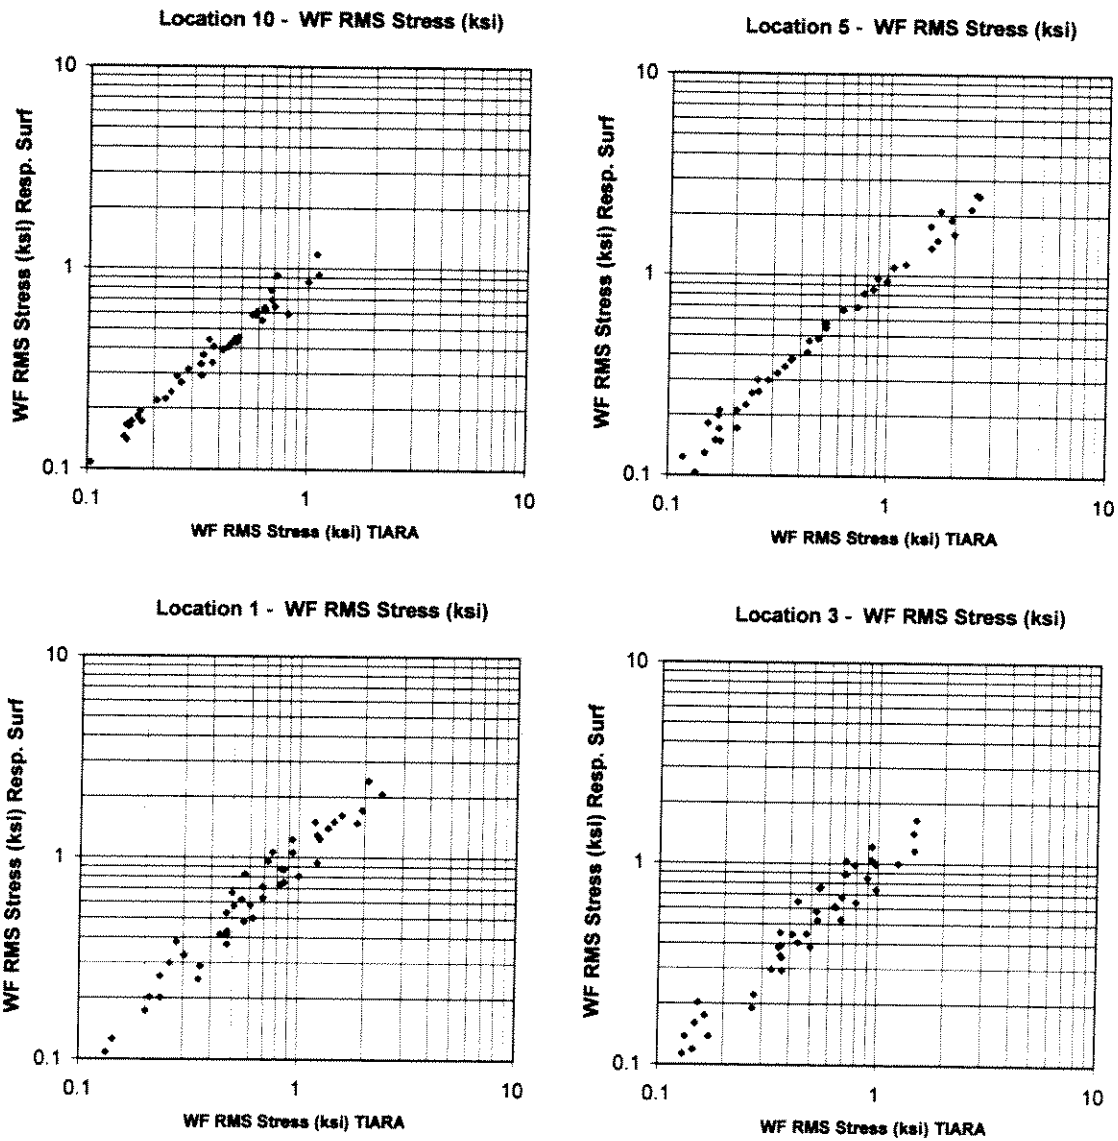 Location 10 - WF RMS Stress (ksi)
WF RMS Stress (ksi) Resp. Surf
10
1
0.1
0.1
1
10
WF RMS Stress (ksi) TIARA
Location 5 - WF RMS Stress (ksi)
WF RMS Stress (ksi) Resp. Surf
10
1
0.1
0.1
1
10
WF RMS Stress (ksi) TIARA
Location 1 - WF RMS Stress (ksi)
WF RMS Stress (ksi) Resp. Surf
10
1
0.1
0.1
1
10
WF RMS Stress (ksi) TIARA
Location 3 - WF RMS Stress (ksi)
WF RMS Stress (ksi) Resp. Surf
10
1
0.1
0.1
1
10
WF RMS Stress (ksi) TIARA